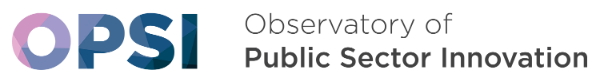 OPSI
Observatory of
Public Sector Innovation